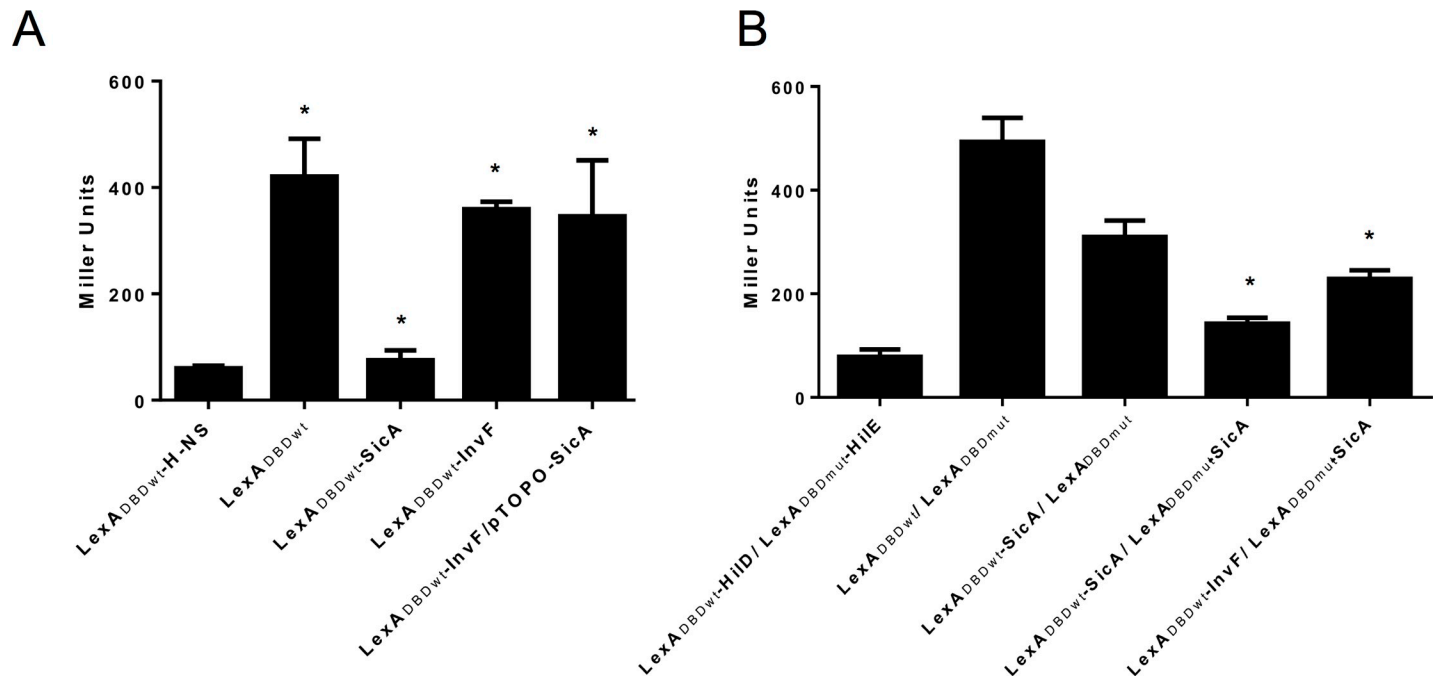 A
600
400
200
0
Miller Units
*
*
*
*
LexADBDwt-H-NS
LexADBDwt
LexADBDwt-SicA
LexADBDwt-InvF
LexADBDwt-InvF/pTOPO-SicA
B
600
400
200
0
Miller Units
*
*
LexADBDwt-HilD/ LexADBDmut-HilE
LexADBDwt/ LexADBDmut
LexADBDwt-SicA/ LexADBDmut
LexADBDwt-SicA/ LexADBDmut-SicA
LexADBDwt-InvF/ LexADBDmut-SicA